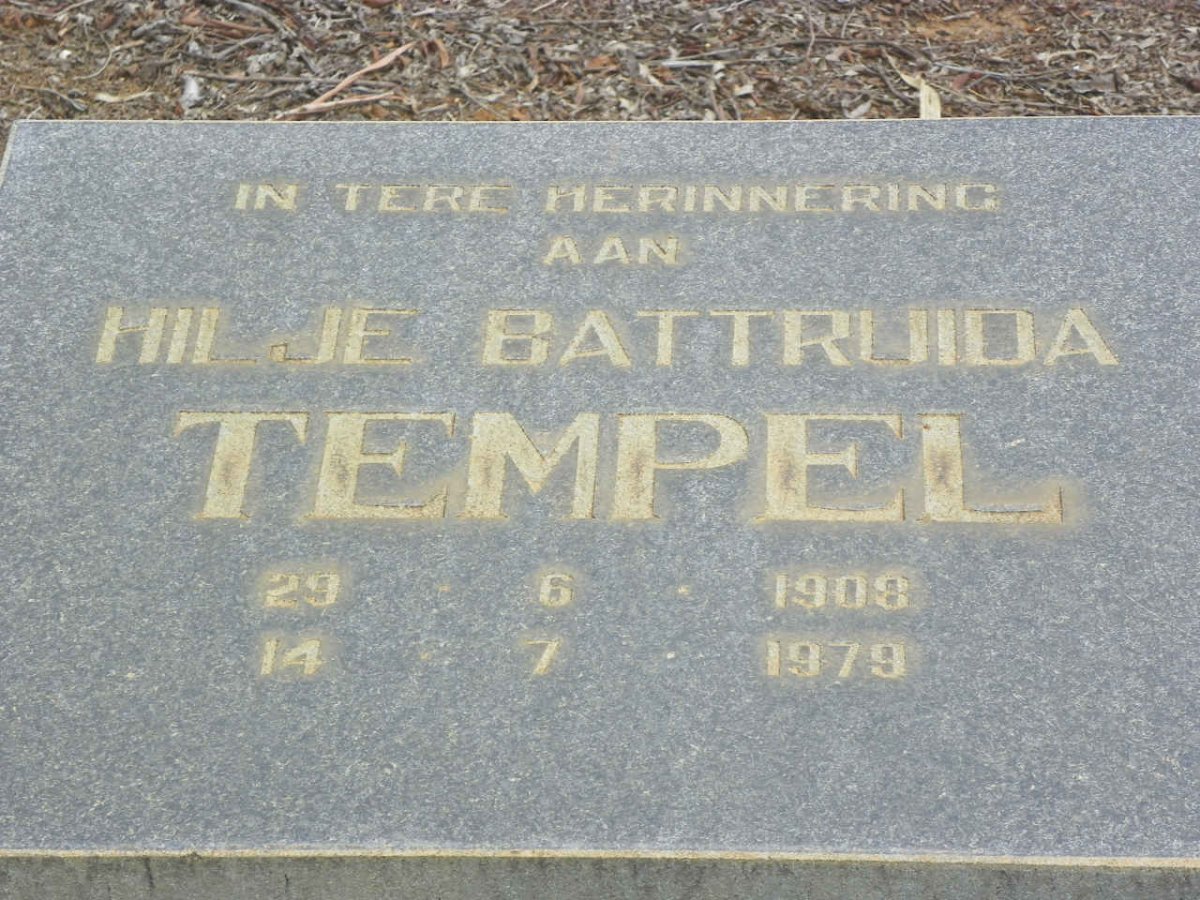 IN TERE HERINNERING
AAN
HILJE BATTRUIDA
TEMPEL
29 · 6 · 1908
14 · 7 · 1979